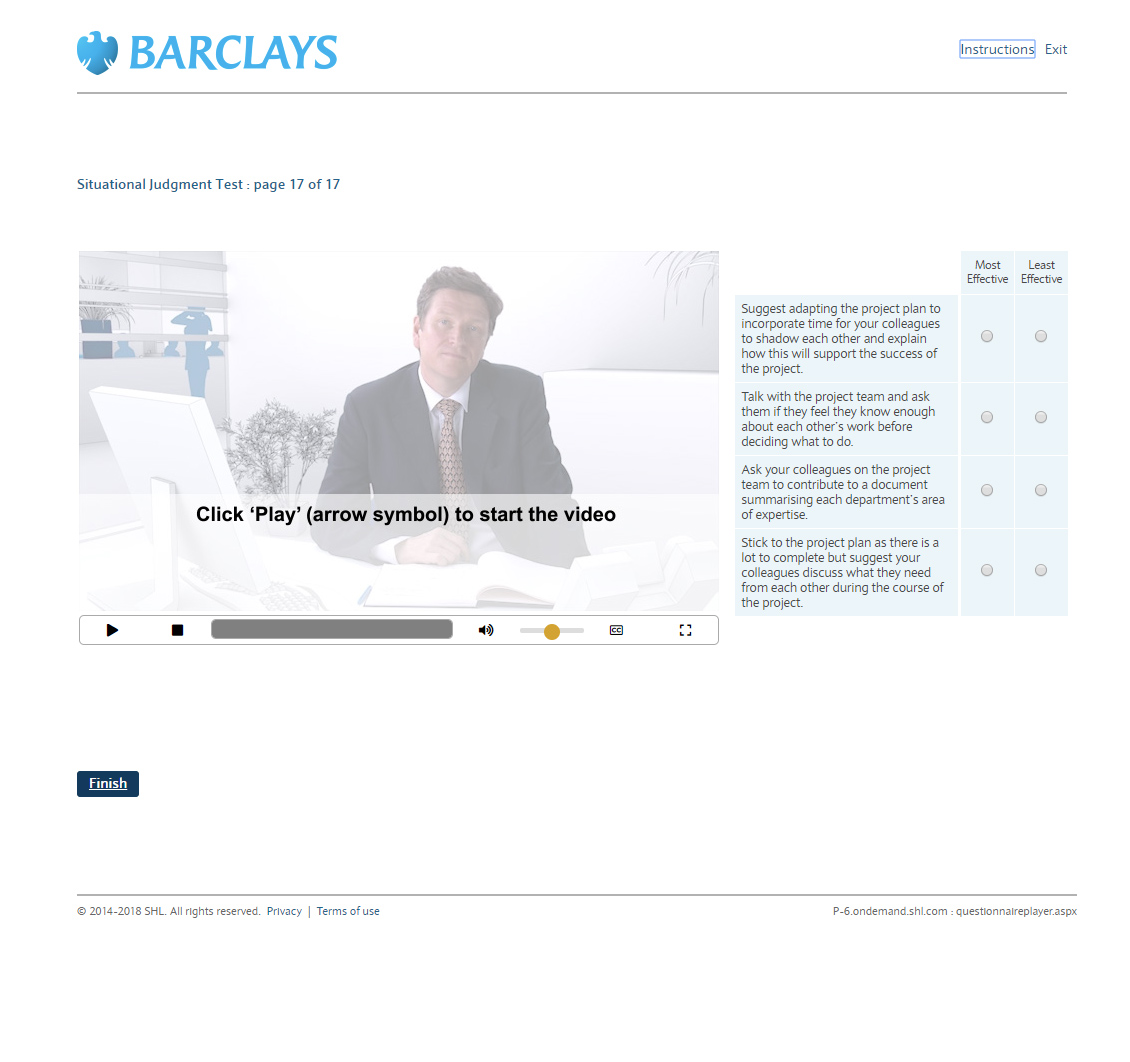 BARCLAYS
Instructions Exit
Situational Judgment Test : page 17 of 17
Most Effective
Least Effective
Suggest adapting the project plan to
incorporate time for your colleagues
to shadow each other and explain
how this will support the success of
the project.
Talk with the project team and ask
them if they feel they know enough
about each other's work before
deciding what to do.
Ask your colleagues on the project
team to contribute to a document
summarising each department's area
of expertise.
Stick to the project plan as there is a
lot to complete but suggest your
colleagues discuss what they need
from each other during the course of
the project.
Click ‘Play’ (arrow symbol) to start the video
CC
Finish
© 2014-2018 SHL. All rights reserved. Privacy | Terms of use
P-6.ondemand.shl.com : questionnaireplayer.aspx